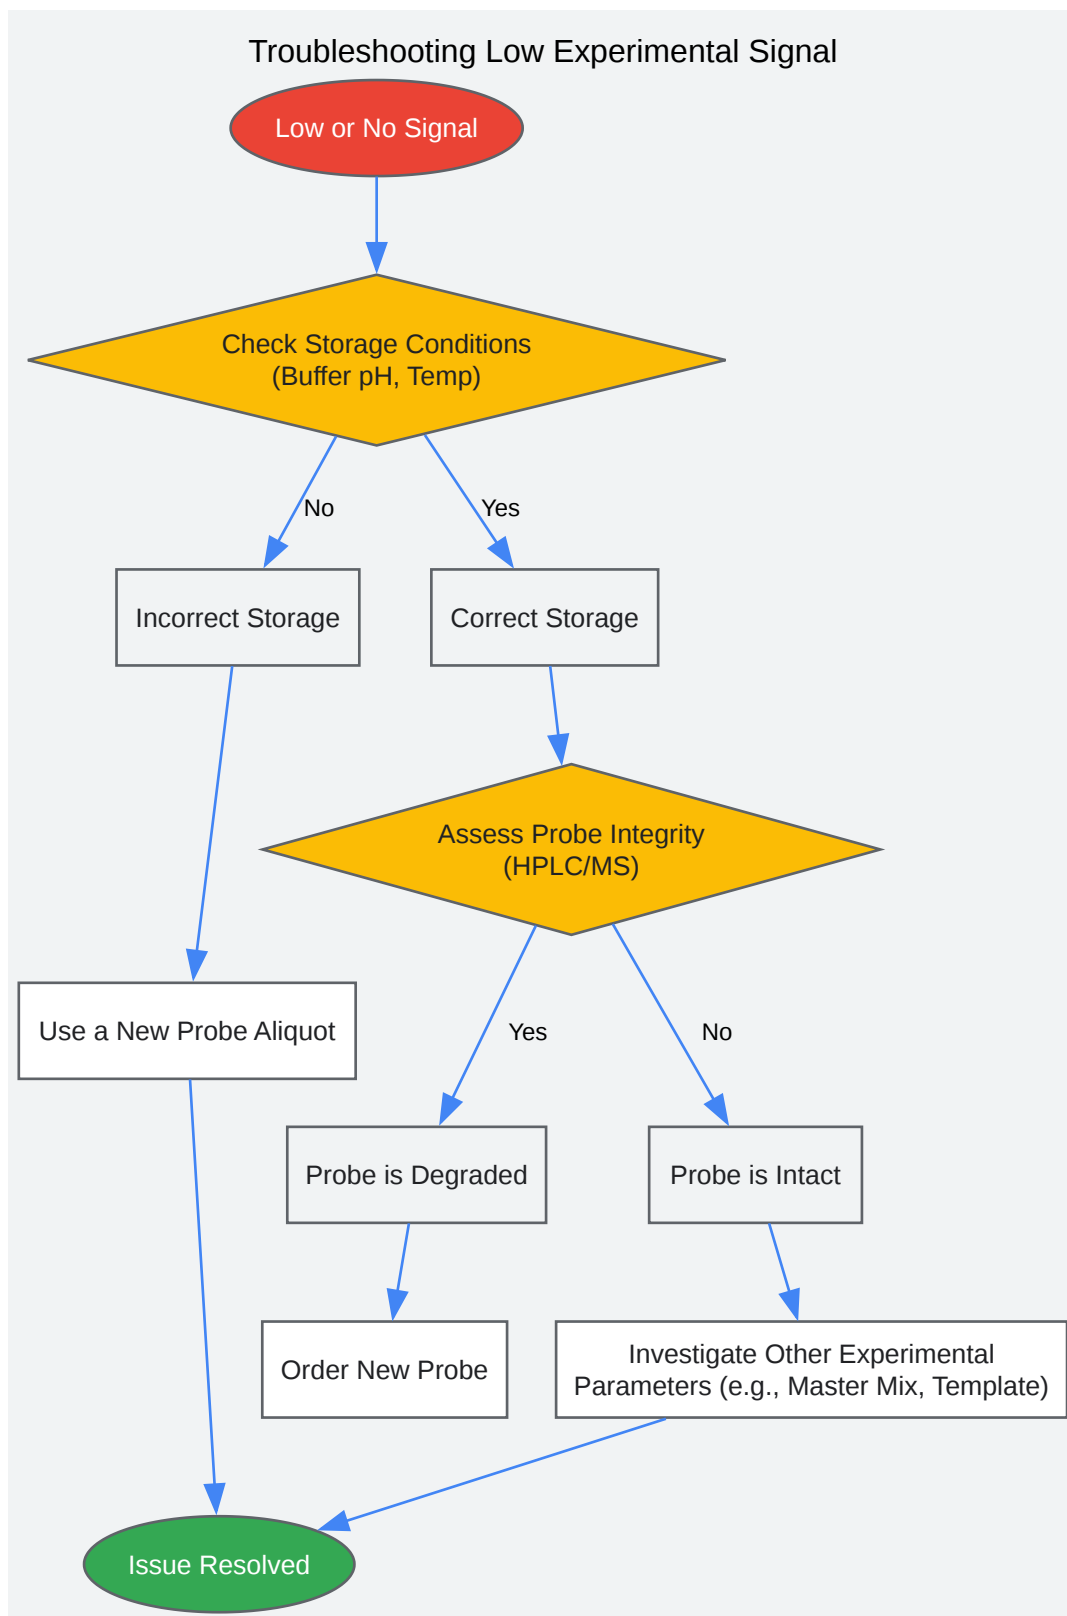 Troubleshooting Low Experimental Signal
Low or No Signal
Check Storage Conditions
(Buffer pH, Temp)
No
Yes
Incorrect Storage
Correct Storage
Assess Probe Integrity
(HPLC/MS)
Use a New Probe Aliquot
Yes
No
Probe is Degraded
Probe is Intact
Order New Probe
Investigate Other Experimental
Parameters (e.g., Master Mix, Template)
Issue Resolved